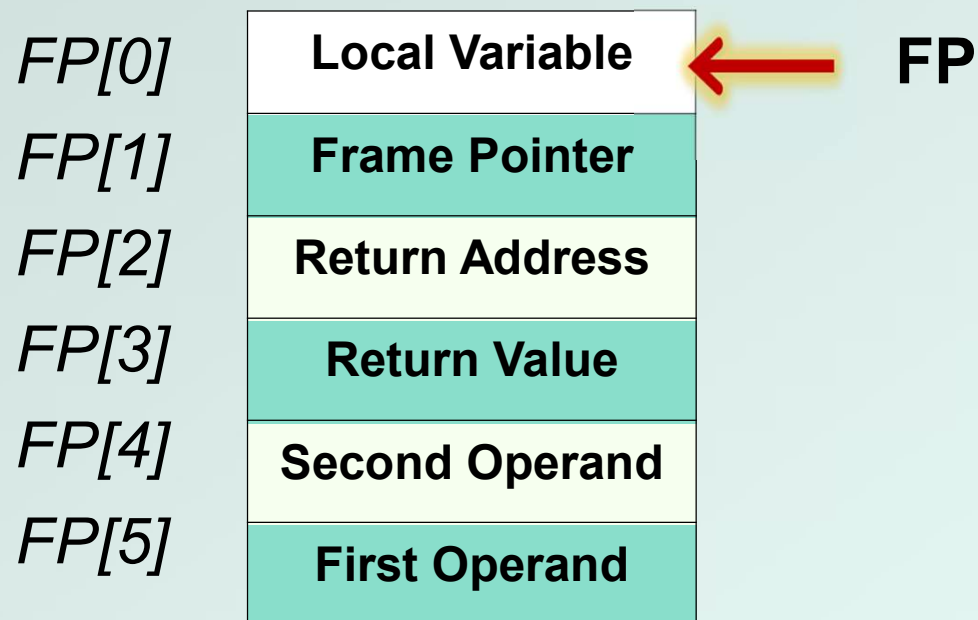 FP[0] Local Variable FP
FP[1] Frame Pointer
FP[2] Return Address
FP[3] Return Value
FP[4] Second Operand
FP[5] First Operand